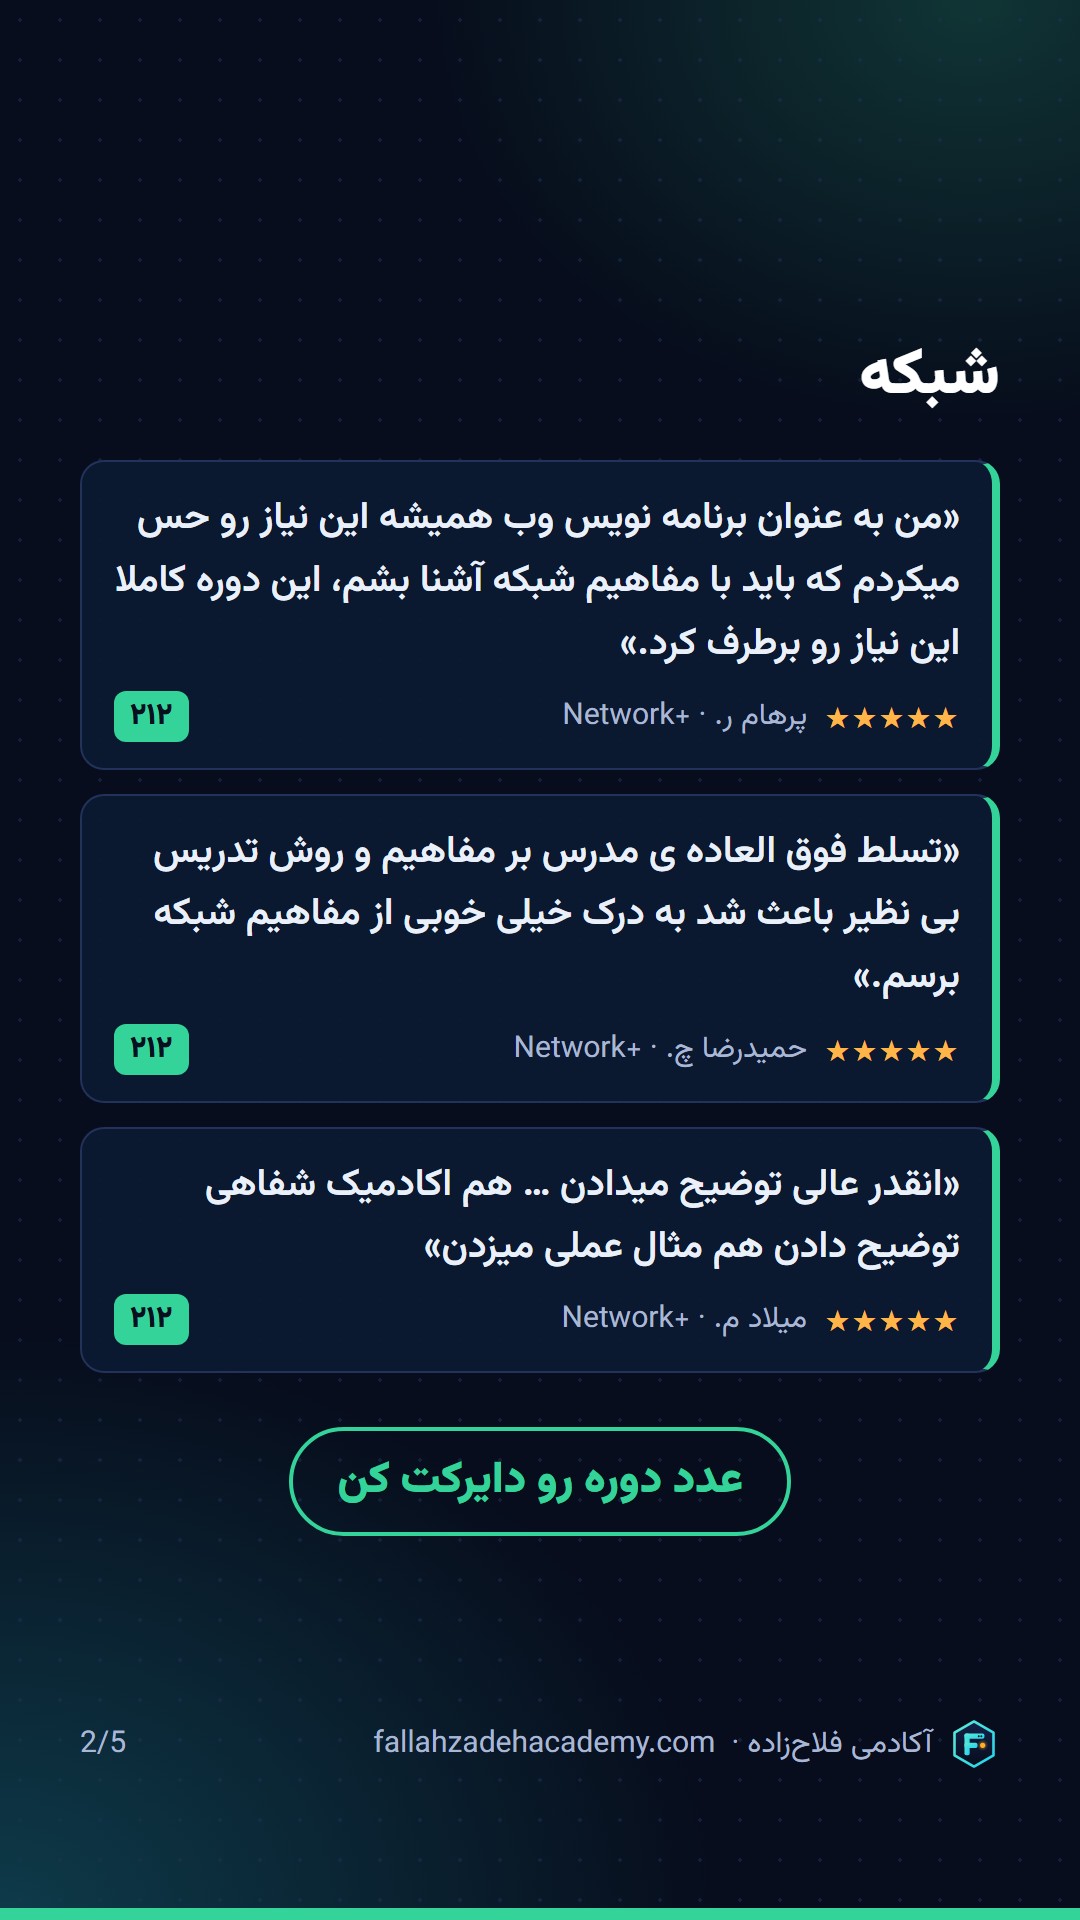 شبکه
«من به عنوان برنامه نویس وب همیشه این نیاز رو حس
میکردم که باید با مفاهیم شبکه آشنا بشم، این دوره کاملا
این نیاز رو برطرف کرد.»
★★★★★ پرهام ر. · Network+
۲۱۲
«تسلط فوق العاده ی مدرس بر مفاهیم و روش تدریس
بی نظیر باعث شد به درک خیلی خوبی از مفاهیم شبکه
برسم.»
★★★★★ حمیدرضا چ. · Network+
۲۱۲
«انقدر عالی توضیح میدادن ... هم اکادمیک شفاهی
توضیح دادن هم مثال عملی میزدن»
★★★★★ میلاد م. · Network+
۲۱۲
عدد دوره رو دایرکت کن
آکادمی فلاح‌زاده · fallahzadehacademy.com
2/5